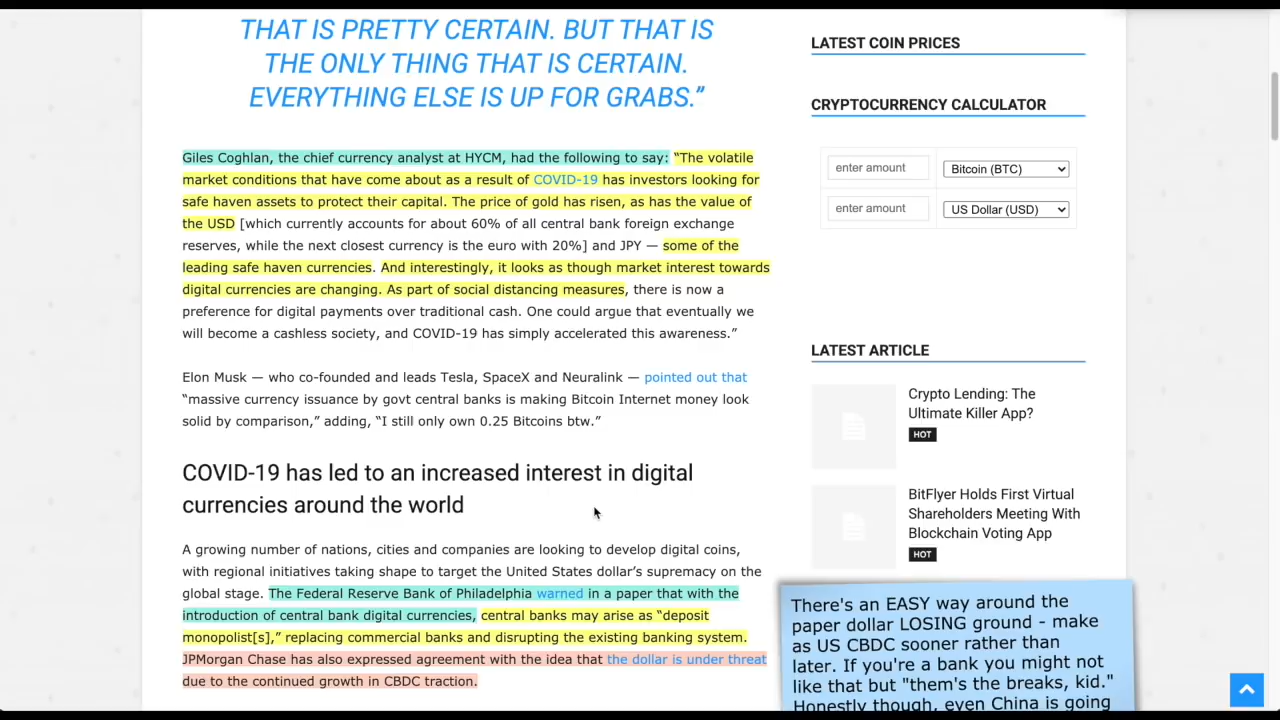 THAT IS PRETTY CERTAIN. BUT THAT IS
THE ONLY THING THAT IS CERTAIN.
EVERYTHING ELSE IS UP FOR GRABS.”
Giles Coghlan, the chief currency analyst at HYCM, had the following to say: “The volatile
market conditions that have come about as a result of COVID-19 has investors looking for
safe haven assets to protect their capital. The price of gold has risen, as has the value of
the USD [which currently accounts for about 60% of all central bank foreign exchange
reserves, while the next closest currency is the euro with 20%] and JPY — some of the
leading safe haven currencies. And interestingly, it looks as though market interest towards
digital currencies are changing. As part of social distancing measures, there is now a
preference for digital payments over traditional cash. One could argue that eventually we
will become a cashless society, and COVID-19 has simply accelerated this awareness.”
Elon Musk — who co-founded and leads Tesla, SpaceX and Neuralink — pointed out that
“massive currency issuance by govt central banks is making Bitcoin Internet money look
solid by comparison,” adding, “I still only own 0.25 Bitcoins btw.”
COVID-19 has led to an increased interest in digital
currencies around the world
A growing number of nations, cities and companies are looking to develop digital coins,
with regional initiatives taking shape to target the United States dollar’s supremacy on the
global stage. The Federal Reserve Bank of Philadelphia warned in a paper that with the
introduction of central bank digital currencies, central banks may arise as “deposit
monopolist[s],” replacing commercial banks and disrupting the existing banking system.
JPMorgan Chase has also expressed agreement with the idea that the dollar is under threat
due to the continued growth in CBDC traction.
LATEST COIN PRICES
CRYPTOCURRENCY CALCULATOR
enter amount Bitcoin (BTC)
enter amount US Dollar (USD)
LATEST ARTICLE
Crypto Lending: The
Ultimate Killer App?
HOT
BitFlyer Holds First Virtual
Shareholders Meeting With
Blockchain Voting App
HOT
There's an EASY way around the
paper dollar LOSING ground - make
as US CBDC sooner rather than
later. If you're a bank you might not
like that but "them's the breaks, kid."
Honestly though, even China is going